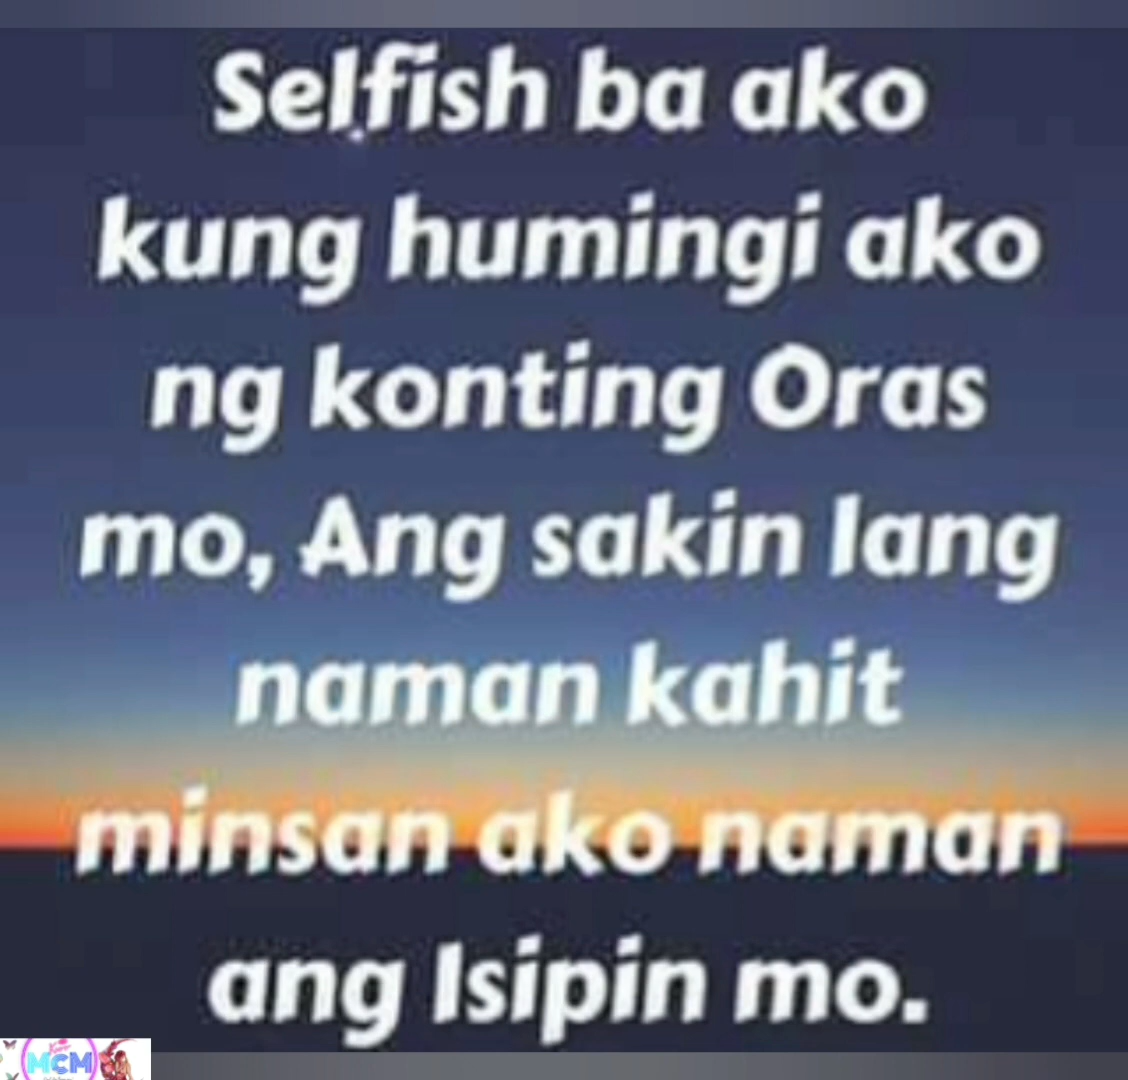 Selfish ba ako
kung humingi ako
ng konting Oras
mo, Ang sakin lang
naman kahit
minsan ako naman
ang Isipin mo.
MCM